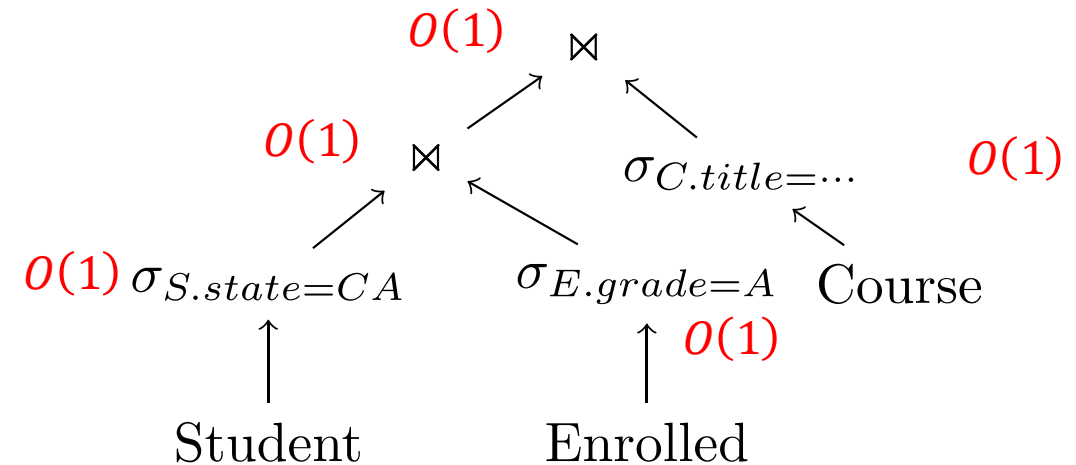 O(1) ⋈
O(1) ⋈
σ_{C.title=⋯} O(1)
O(1) σ_{S.state=CA} σ_{E.grade=A} Course
O(1)
Student Enrolled